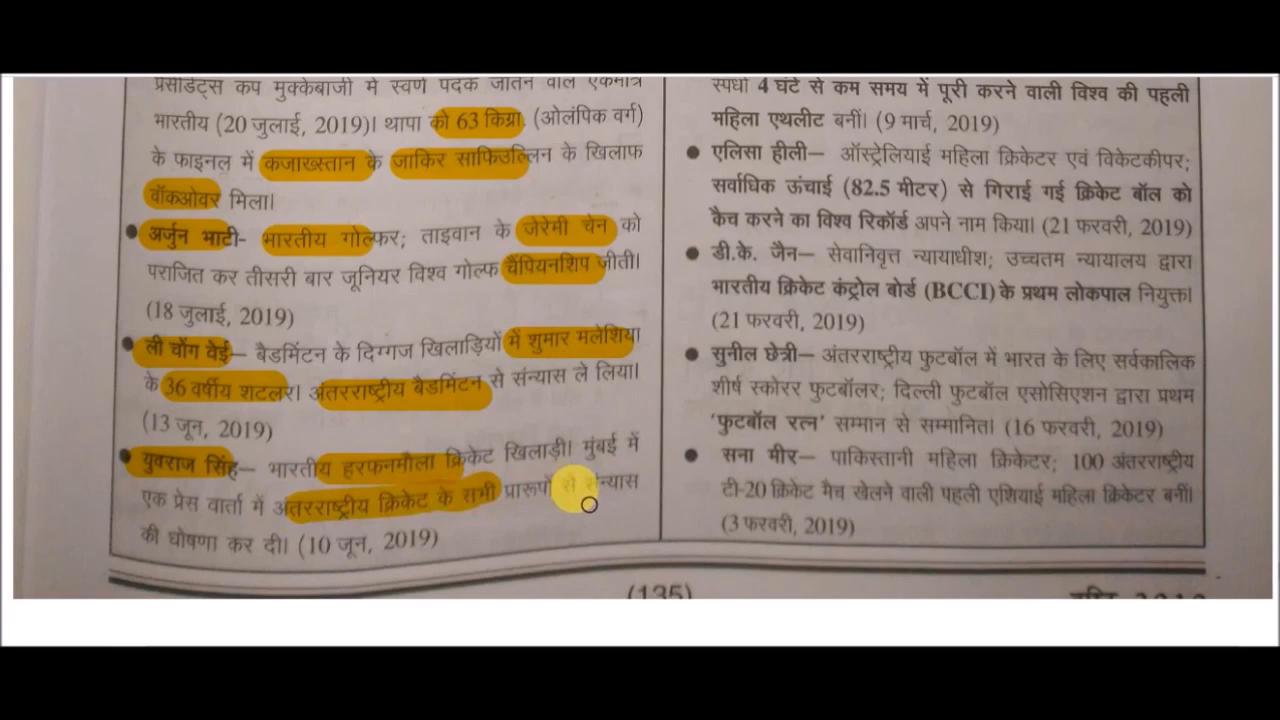 प्रेसीडेंट्स कप मुक्केबाजी में स्वर्ण पदक जीतने वाले एकमात्र
भारतीय (20 जुलाई, 2019)। थापा को 63 किग्रा. (ओलंपिक वर्ग)
के फाइनल में कजाख्स्तान के जाकिर साफिउल्लिन के खिलाफ
वॉकओवर मिला।
● अर्जुन भाटी- भारतीय गोल्फर; ताइवान के जेरेमी चेन को
पराजित कर तीसरी बार जूनियर विश्व गोल्फ चैंपियनशिप जीती।
(18 जुलाई, 2019)
● ली चोंग वेई– बैडमिंटन के दिग्गज खिलाड़ियों में शुमार मलेशिया
के 36 वर्षीय शटलर। अंतरराष्ट्रीय बैडमिंटन से संन्यास ले लिया।
(13 जून, 2019)
● युवराज सिंह– भारतीय हरफनमौला क्रिकेट खिलाड़ी। मुंबई में
एक प्रेस वार्ता में अंतरराष्ट्रीय क्रिकेट के सभी प्रारूपों से संन्यास
की घोषणा कर दी। (10 जून, 2019)
स्पर्धा 4 घंटे से कम समय में पूरी करने वाली विश्व की पहली
महिला एथलीट बनीं। (9 मार्च, 2019)
● एलिसा हीली– ऑस्ट्रेलियाई महिला क्रिकेटर एवं विकेटकीपर;
सर्वाधिक ऊंचाई (82.5 मीटर) से गिराई गई क्रिकेट बॉल को
कैच करने का विश्व रिकॉर्ड अपने नाम किया। (21 फरवरी, 2019)
● डी.के. जैन– सेवानिवृत्त न्यायाधीश; उच्चतम न्यायालय द्वारा
भारतीय क्रिकेट कंट्रोल बोर्ड (BCCI) के प्रथम लोकपाल नियुक्त।
(21 फरवरी, 2019)
● सुनील छेत्री– अंतरराष्ट्रीय फुटबॉल में भारत के लिए सर्वकालिक
शीर्ष स्कोरर फुटबॉलर; दिल्ली फुटबॉल एसोसिएशन द्वारा प्रथम
'फुटबॉल रत्न' सम्मान से सम्मानित। (16 फरवरी, 2019)
● सना मीर– पाकिस्तानी महिला क्रिकेटर; 100 अंतरराष्ट्रीय
टी-20 क्रिकेट मैच खेलने वाली पहली एशियाई महिला क्रिकेटर बनीं।
(3 फरवरी, 2019)
(135)